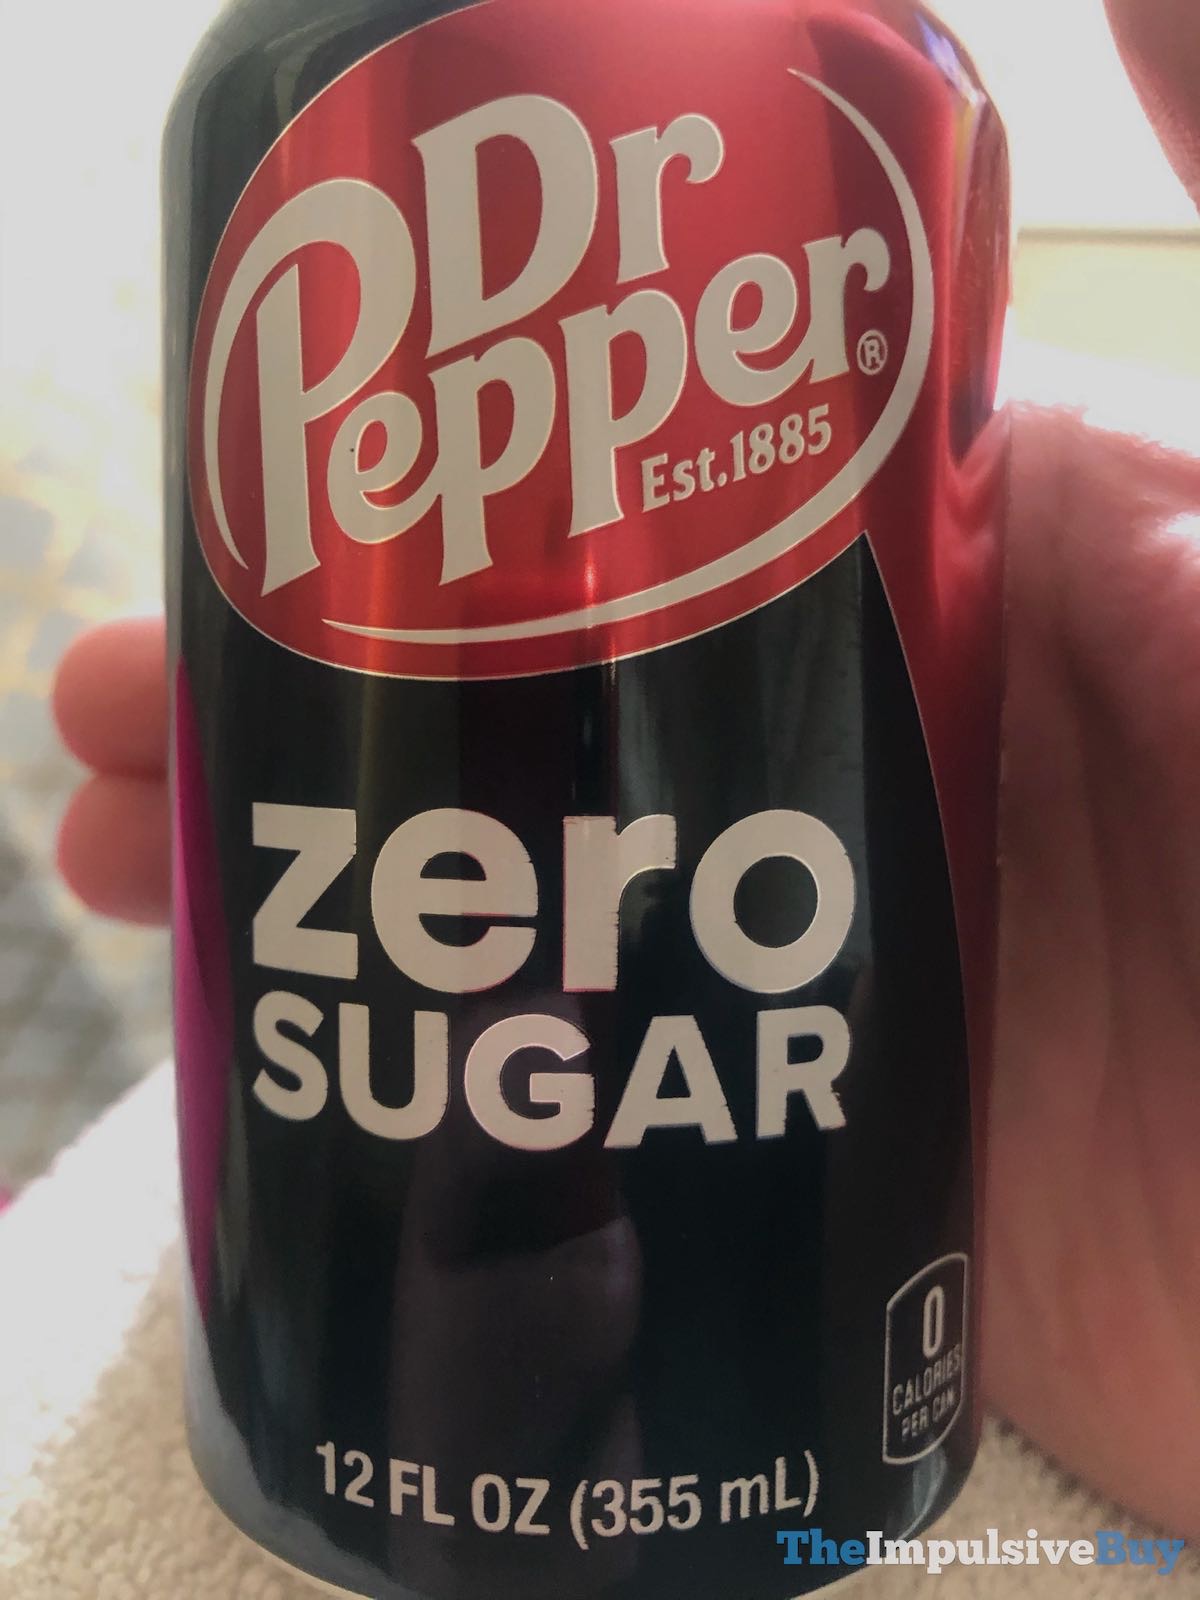 Dr
Pepper®
Est.1885
zero
SUGAR
0
CALORIES
PER CAN
12 FL OZ (355 mL)
TheImpulsiveBuy